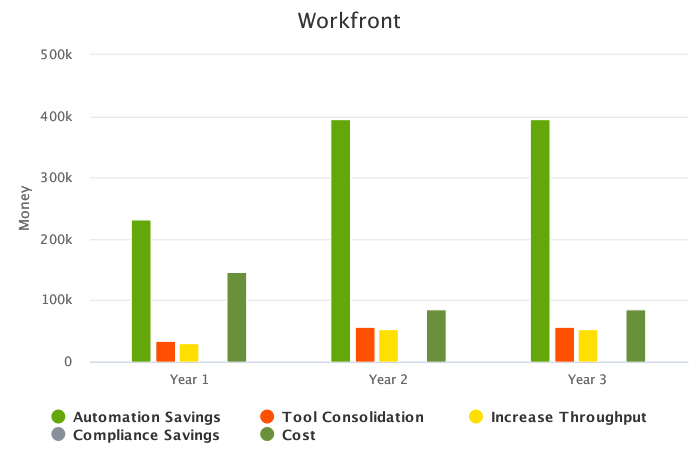 Workfront
500k
400k
300k
200k
100k
0
Money
Year 1 Year 2 Year 3
Automation Savings Tool Consolidation Increase Throughput
Compliance Savings Cost